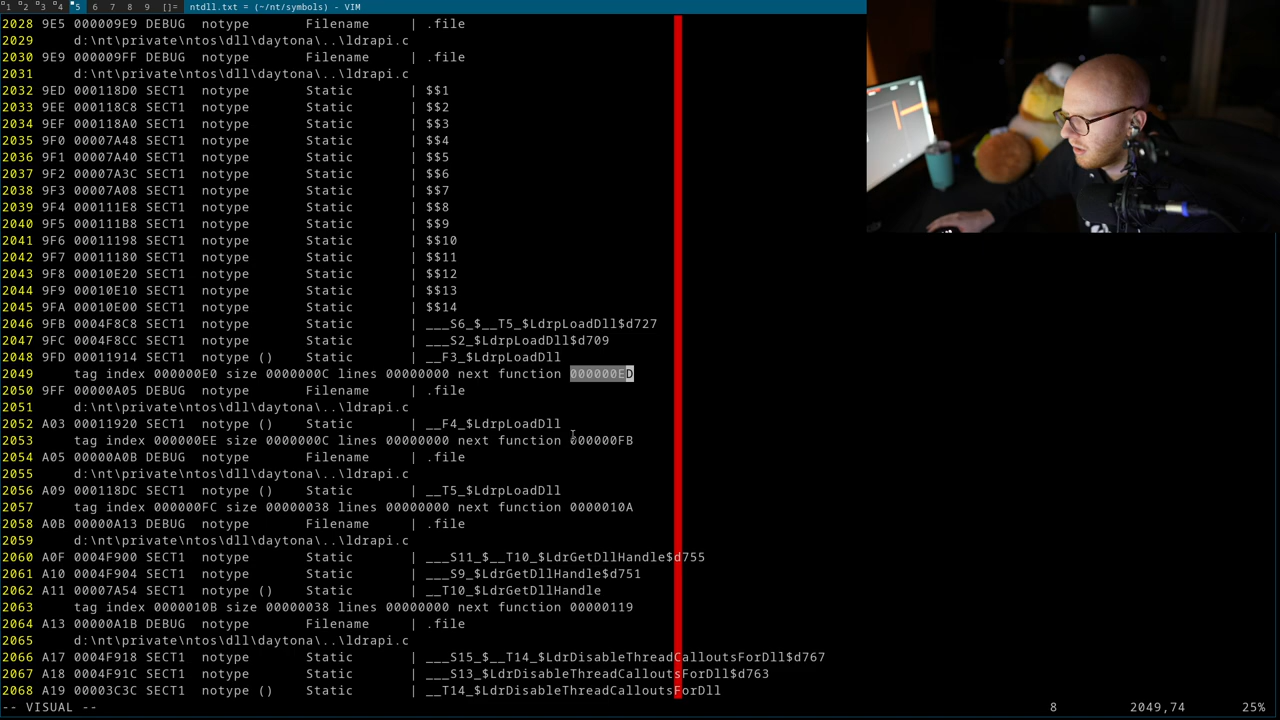 1 2 3 4 5 6 7 8 9 []= ntdll.txt = (~/nt/symbols) - VIM
2028 9E5 000009E9 DEBUG  notype       Filename     | .file
2029     d:\nt\private\ntos\dll\daytona\..\ldrapi.c
2030 9E9 000009FF DEBUG  notype       Filename     | .file
2031     d:\nt\private\ntos\dll\daytona\..\ldrapi.c
2032 9ED 000118D0 SECT1  notype       Static       | $$1
2033 9EE 000118C8 SECT1  notype       Static       | $$2
2034 9EF 000118A0 SECT1  notype       Static       | $$3
2035 9F0 00007A48 SECT1  notype       Static       | $$4
2036 9F1 00007A40 SECT1  notype       Static       | $$5
2037 9F2 00007A3C SECT1  notype       Static       | $$6
2038 9F3 00007A08 SECT1  notype       Static       | $$7
2039 9F4 000111E8 SECT1  notype       Static       | $$8
2040 9F5 000111B8 SECT1  notype       Static       | $$9
2041 9F6 00011198 SECT1  notype       Static       | $$10
2042 9F7 00011180 SECT1  notype       Static       | $$11
2043 9F8 00010E20 SECT1  notype       Static       | $$12
2044 9F9 00010E10 SECT1  notype       Static       | $$13
2045 9FA 00010E00 SECT1  notype       Static       | $$14
2046 9FB 0004F8C8 SECT1  notype       Static       | ___S6_$__T5_$LdrpLoadDll$d727
2047 9FC 0004F8CC SECT1  notype       Static       | ___S2_$LdrpLoadDll$d709
2048 9FD 00011914 SECT1  notype ()    Static       | __F3_$LdrpLoadDll
2049     tag index 000000E0 size 0000000C lines 00000000 next function 000000ED
2050 9FF 00000A05 DEBUG  notype       Filename     | .file
2051     d:\nt\private\ntos\dll\daytona\..\ldrapi.c
2052 A03 00011920 SECT1  notype ()    Static       | __F4_$LdrpLoadDll
2053     tag index 000000EE size 0000000C lines 00000000 next function 000000FB
2054 A05 00000A0B DEBUG  notype       Filename     | .file
2055     d:\nt\private\ntos\dll\daytona\..\ldrapi.c
2056 A09 000118DC SECT1  notype ()    Static       | __T5_$LdrpLoadDll
2057     tag index 000000FC size 00000038 lines 00000000 next function 0000010A
2058 A0B 00000A13 DEBUG  notype       Filename     | .file
2059     d:\nt\private\ntos\dll\daytona\..\ldrapi.c
2060 A0F 0004F900 SECT1  notype       Static       | ___S11_$__T10_$LdrGetDllHandle$d755
2061 A10 0004F904 SECT1  notype       Static       | ___S9_$LdrGetDllHandle$d751
2062 A11 00007A54 SECT1  notype ()    Static       | __T10_$LdrGetDllHandle
2063     tag index 0000010B size 00000038 lines 00000000 next function 00000119
2064 A13 00000A1B DEBUG  notype       Filename     | .file
2065     d:\nt\private\ntos\dll\daytona\..\ldrapi.c
2066 A17 0004F918 SECT1  notype       Static       | ___S15_$__T14_$LdrDisableThreadCalloutsForDll$d767
2067 A18 0004F91C SECT1  notype       Static       | ___S13_$LdrDisableThreadCalloutsForDll$d763
2068 A19 00003C3C SECT1  notype ()    Static       | __T14_$LdrDisableThreadCalloutsForDll
-- VISUAL -- 8 2049,74 25%